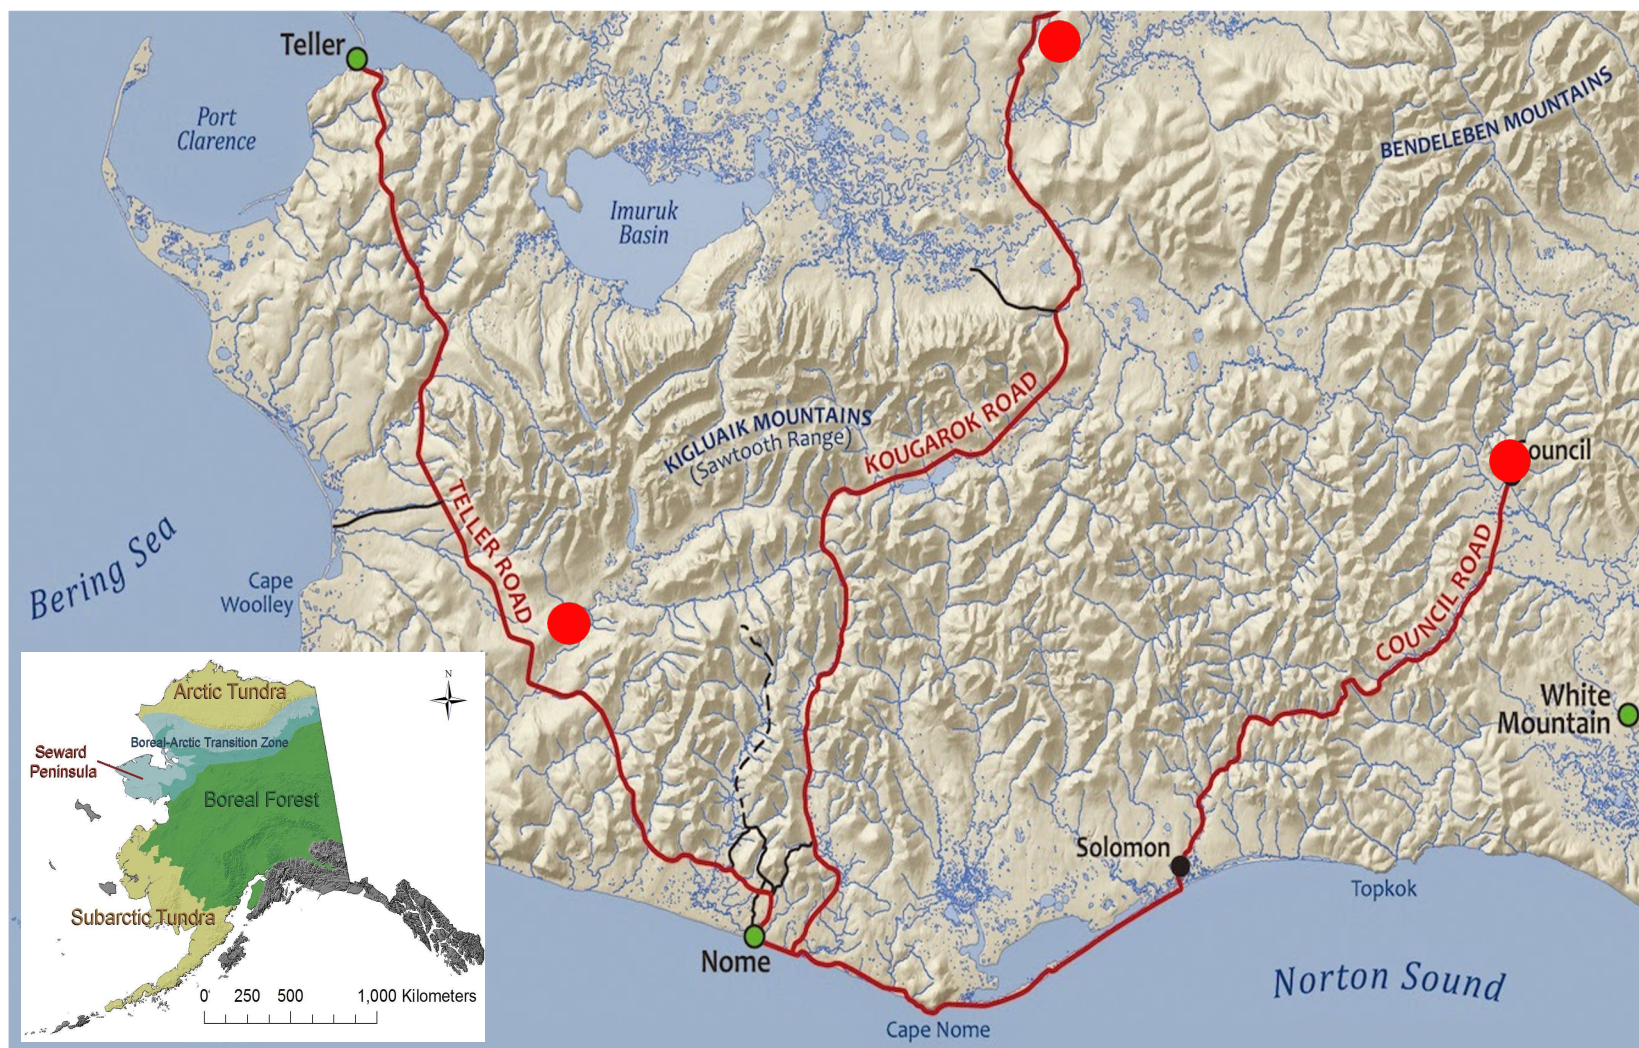 Teller
Port
Clarence
BENDELEBEN MOUNTAINS
Imuruk
Basin
KOUGAROK ROAD
KIGLUAIK MOUNTAINS
(Sawtooth Range)
ouncil
TELLER ROAD
Bering Sea
Cape
Woolley
COUNCIL ROAD
White
Mountain
Arctic Tundra
N
Boreal-Arctic Transition Zone
Seward
Peninsula
Boreal Forest
Subarctic Tundra
0 250 500 1,000 Kilometers
Solomon
Topkok
Nome
Norton Sound
Cape Nome